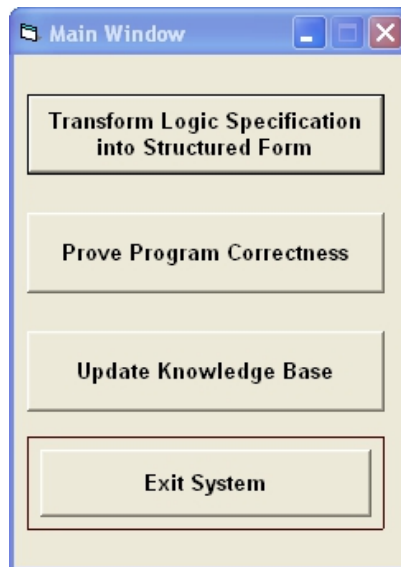 Main Window
Transform Logic Specification
into Structured Form
Prove Program Correctness
Update Knowledge Base
Exit System